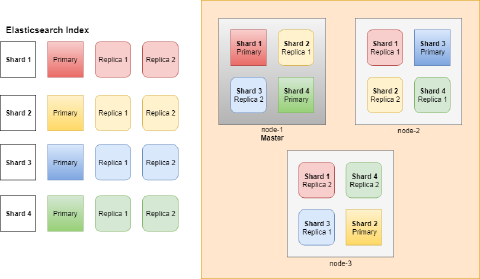 Elasticsearch Index
Shard 1
Primary
Replica 1
Replica 2
Shard 2
Primary
Replica 1
Replica 2
Shard 3
Primary
Replica 1
Replica 2
Shard 4
Primary
Replica 1
Replica 2
Shard 1
Primary
Shard 2
Replica 1
Shard 3
Replica 2
Shard 4
Primary
node-1
Master
Shard 1
Replica 1
Shard 3
Primary
Shard 2
Replica 2
Shard 4
Replica 1
node-2
Shard 1
Replica 2
Shard 4
Replica 2
Shard 3
Replica 1
Shard 2
Primary
node-3